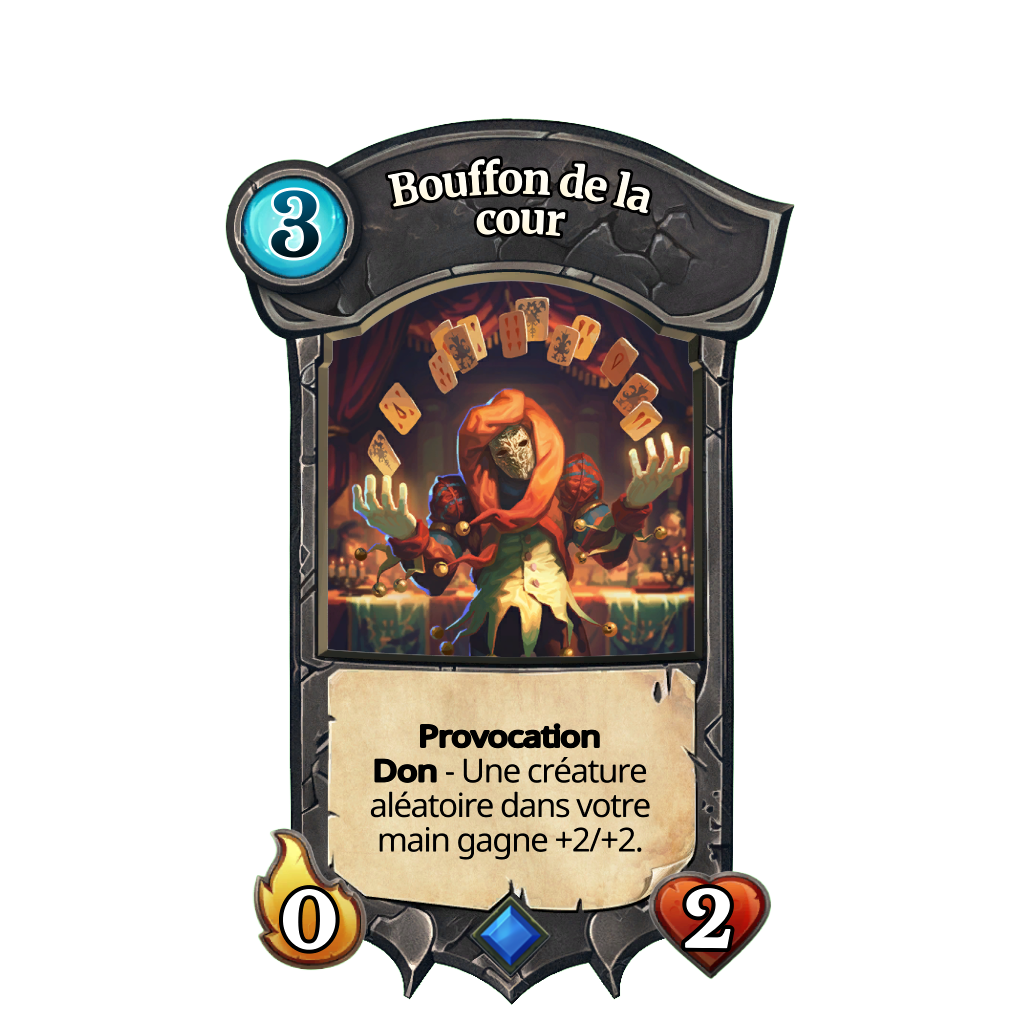 3
Bouffon de la
cour
Provocation
Don - Une créature
aléatoire dans votre
main gagne +2/+2.
0
2